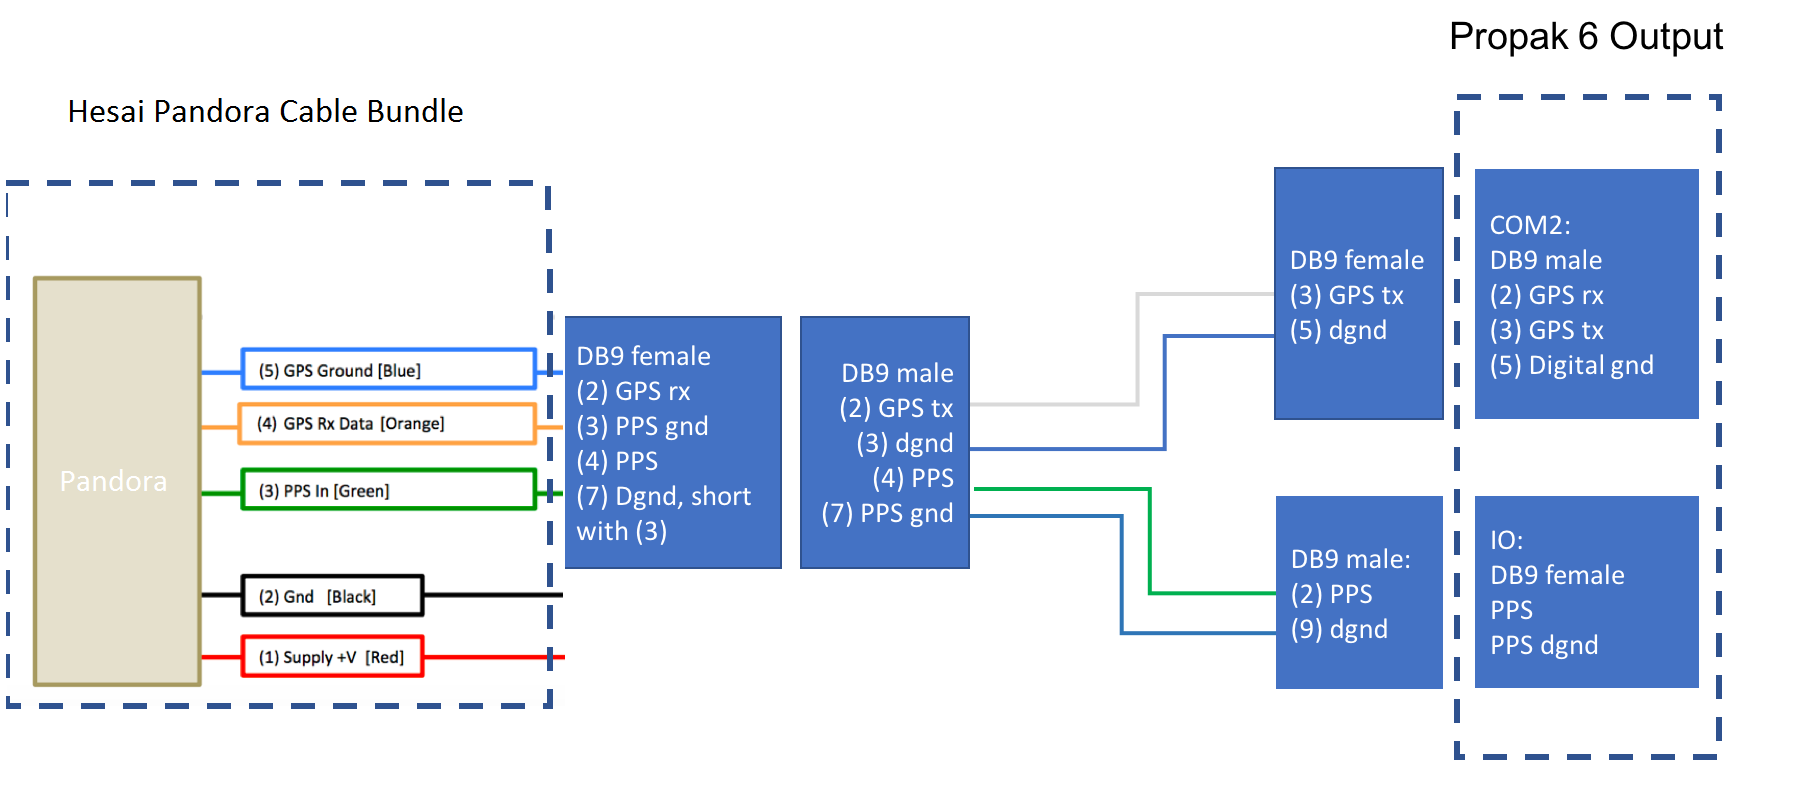 Propak 6 Output
Hesai Pandora Cable Bundle
Pandora
(5) GPS Ground [Blue]
(4) GPS Rx Data [Orange]
(3) PPS In [Green]
(2) Gnd [Black]
(1) Supply +V [Red]
DB9 female
(2) GPS rx
(3) PPS gnd
(4) PPS
(7) Dgnd, short
with (3)
DB9 male
(2) GPS tx
(3) dgnd
(4) PPS
(7) PPS gnd
DB9 female
(3) GPS tx
(5) dgnd
DB9 male:
(2) PPS
(9) dgnd
COM2:
DB9 male
(2) GPS rx
(3) GPS tx
(5) Digital gnd
IO:
DB9 female
PPS
PPS dgnd